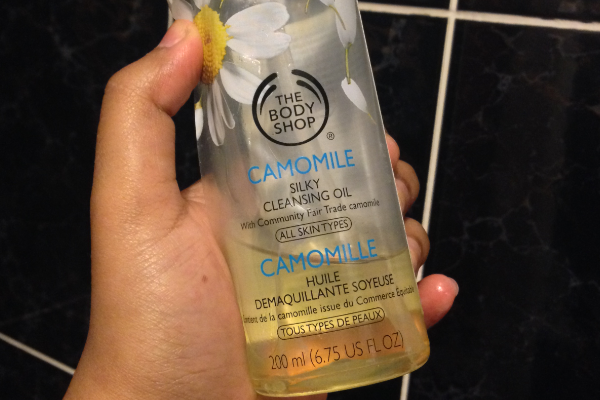 THE
BODY
SHOP
®
CAMOMILE
SILKY
CLEANSING OIL
With Community Fair Trade camomile
ALL SKIN TYPES
CAMOMILLE
HUILE
DEMAQUILLANTE SOYEUSE
de la camomille issue du Commerce
TOUS TYPES DE PEAUX
200 ml (6.75 US FL OZ)